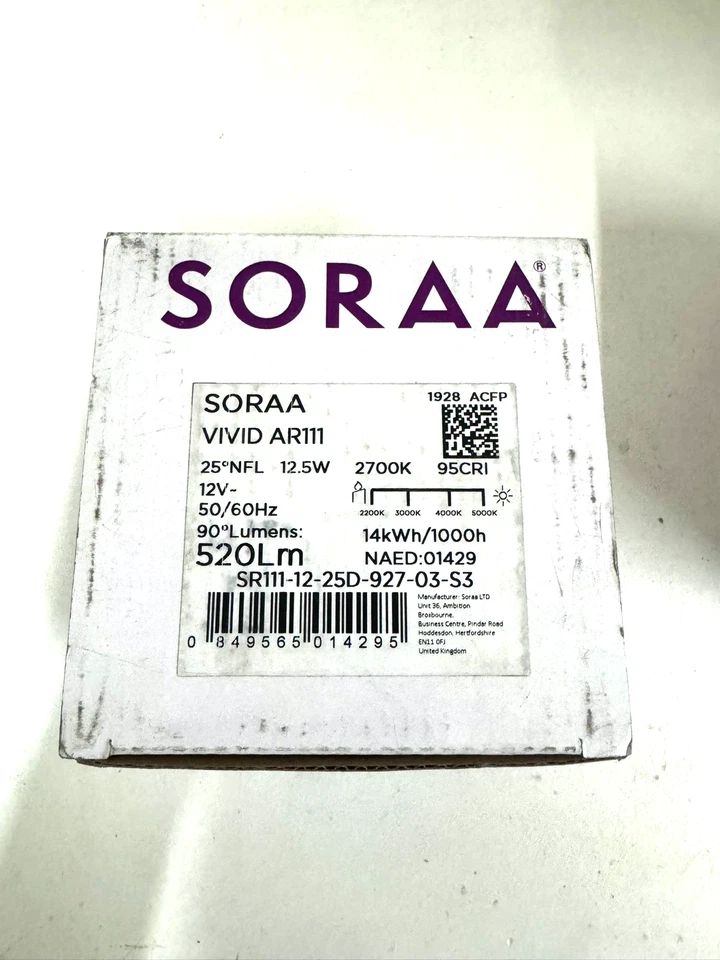 SORAA®
SORAA
1928 ACFP
VIVID AR111
25°NFL 12.5W 2700K 95CRI
12V~
50/60Hz
2200K 3000K 4000K 5000K
90°Lumens:
520Lm
14kWh/1000h
NAED:01429
SR111-12-25D-927-03-S3
0 849565 014295
Manufacturer: Soraa LTD
Unit 36, Ambition
Broxbourne,
Business Centre, Pindar Road
Hoddesdon, Hertfordshire
EN11 0FJ
United Kingdom